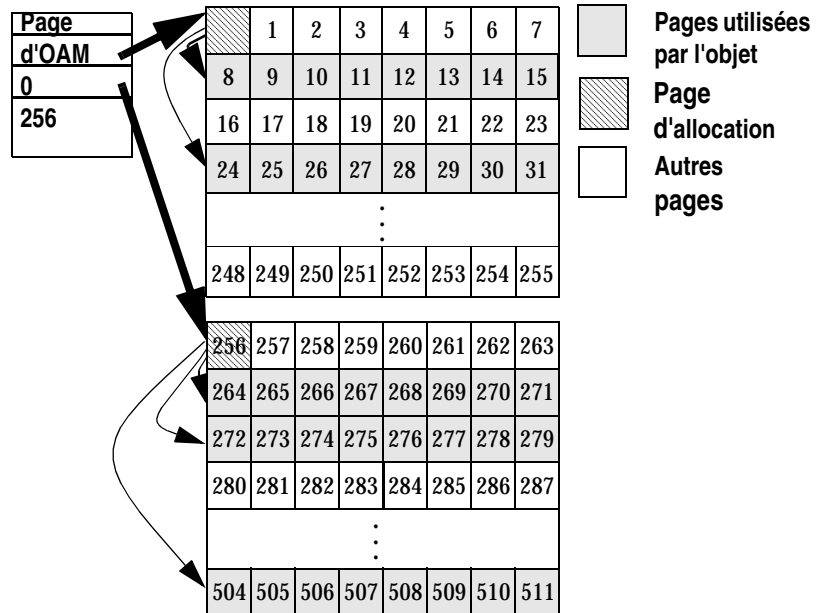 Page
d'OAM
0
256
1 2 3 4 5 6 7
8 9 10 11 12 13 14 15
16 17 18 19 20 21 22 23
24 25 26 27 28 29 30 31
248 249 250 251 252 253 254 255
256 257 258 259 260 261 262 263
264 265 266 267 268 269 270 271
272 273 274 275 276 277 278 279
280 281 282 283 284 285 286 287
504 505 506 507 508 509 510 511
Pages utilisées
par l'objet
Page
d'allocation
Autres
pages